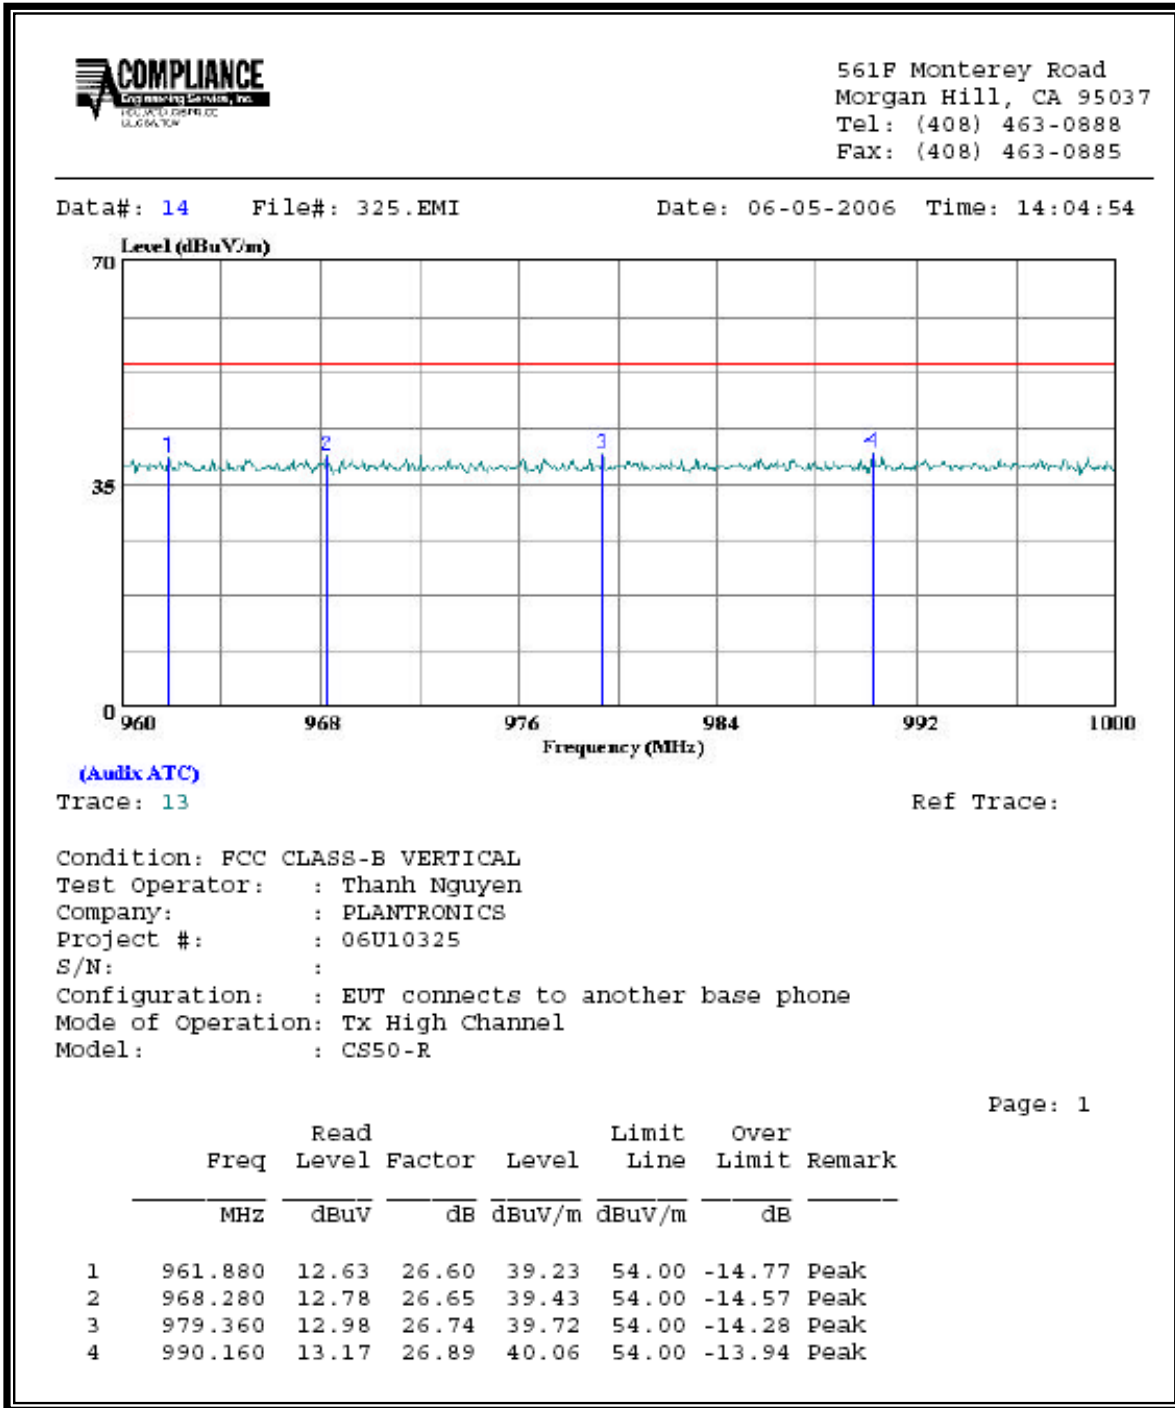 COMPLIANCE
Engineering Service, Inc.
561F Monterey Road
Morgan Hill, CA 95037
Tel: (408) 463-0888
Fax: (408) 463-0885
Data#: 14 File#: 325.EMI Date: 06-05-2006 Time: 14:04:54
Level (dBuV/m)
70
35
0
1 2 3 4
960 968 976 984 992 1000
Frequency (MHz)
(Audix ATC)
Trace: 13 Ref Trace:
Condition: FCC CLASS-B VERTICAL
Test Operator: : Thanh Nguyen
Company: : PLANTRONICS
Project #: : 06U10325
S/N: :
Configuration: : EUT connects to another base phone
Mode of Operation: Tx High Channel
Model: : CS50-R
Page: 1
Read Limit Over
Freq Level Factor Level Line Limit Remark
MHz dBuV dB dBuV/m dBuV/m dB
1 961.880 12.63 26.60 39.23 54.00 -14.77 Peak
2 968.280 12.78 26.65 39.43 54.00 -14.57 Peak
3 979.360 12.98 26.74 39.72 54.00 -14.28 Peak
4 990.160 13.17 26.89 40.06 54.00 -13.94 Peak